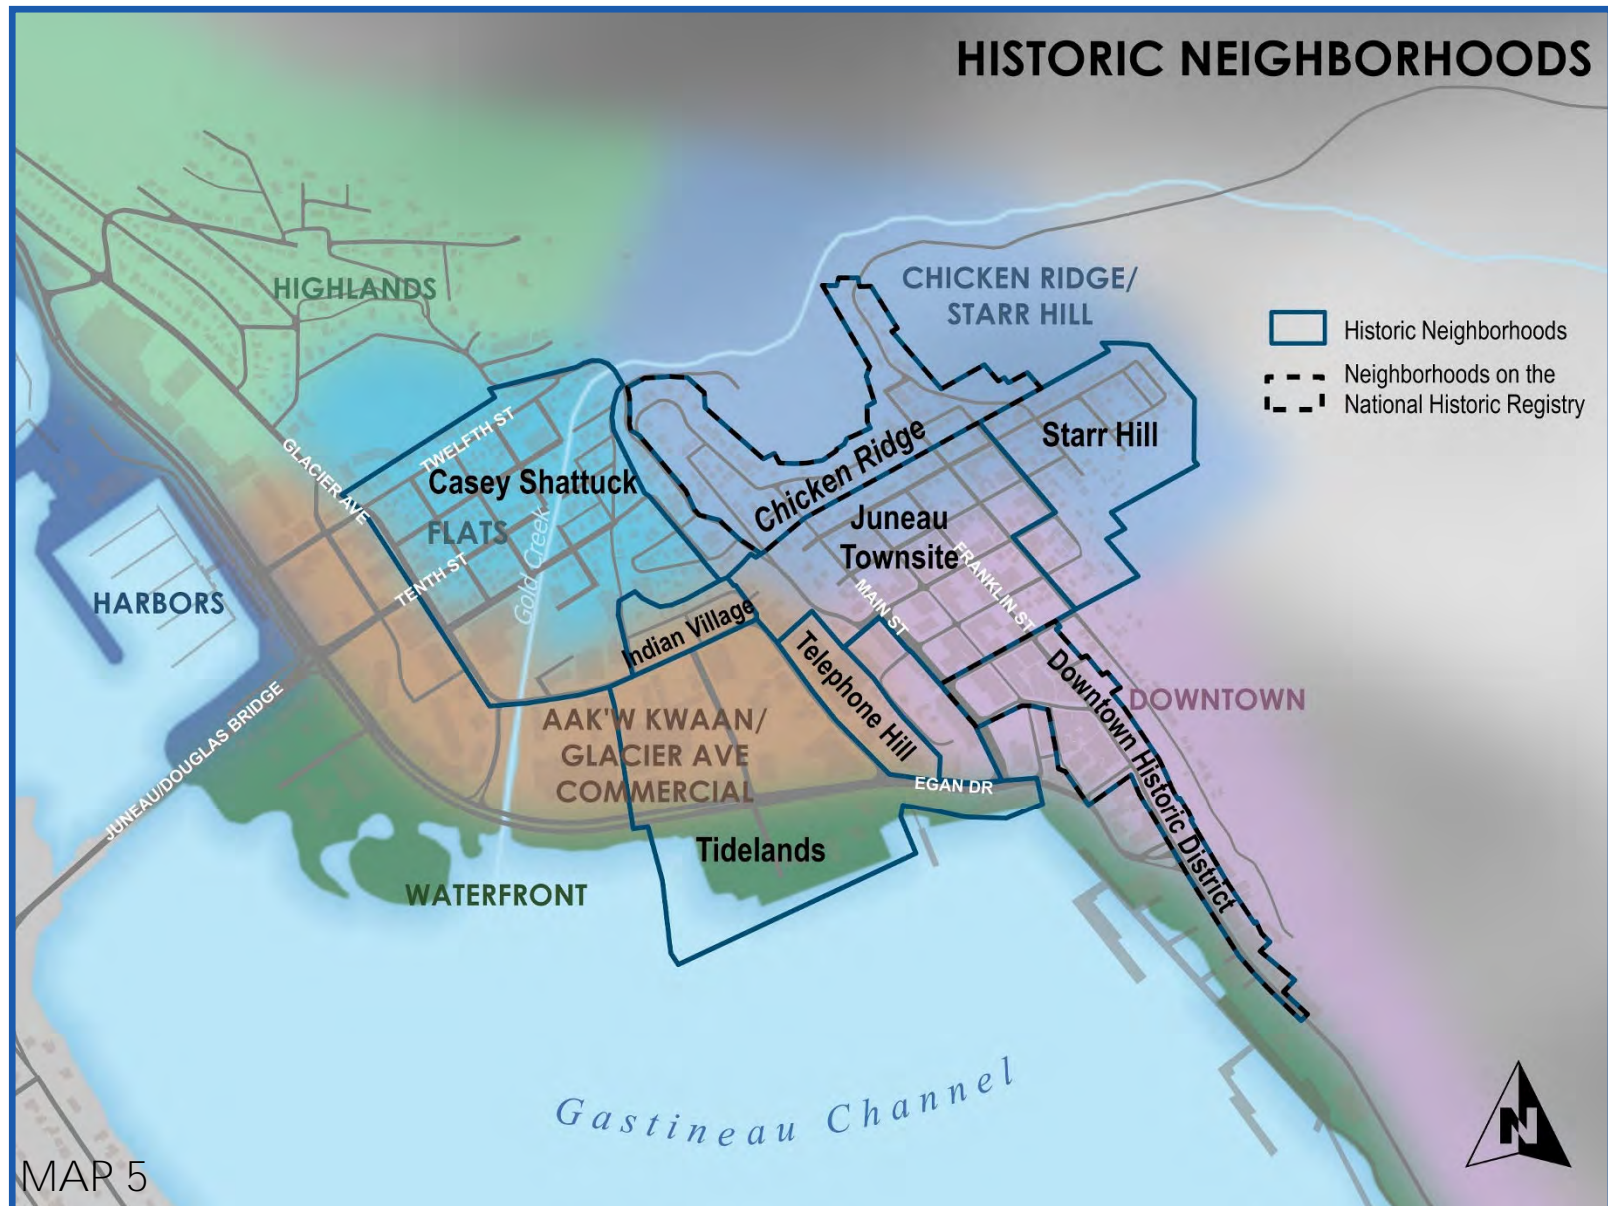 HISTORIC NEIGHBORHOODS
HIGHLANDS
CHICKEN RIDGE/
STARR HILL
Historic Neighborhoods
Neighborhoods on the
National Historic Registry
TWELFTH ST
GLACIER AVE
Casey Shattuck
FLATS
TENTH ST
Gold Creek
Chicken Ridge
Starr Hill
Juneau
Townsite
FRANKLIN ST
MAIN ST
HARBORS
Indian Village
Telephone Hill
Downtown Historic District
DOWNTOWN
JUNEAU/DOUGLAS BRIDGE
AAK'W KWAAN/
GLACIER AVE
COMMERCIAL
EGAN DR
Tidelands
WATERFRONT
Gastineau Channel
N
MAP 5